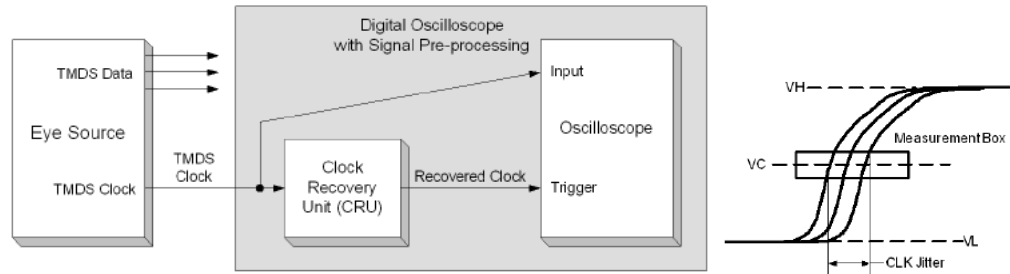 Digital Oscilloscope
with Signal Pre-processing
TMDS Data
Eye Source
TMDS Clock
TMDS
Clock
Clock
Recovery
Unit (CRU)
Recovered Clock
Input
Oscilloscope
Trigger
VH
Measurement Box
VC
VL
CLK Jitter